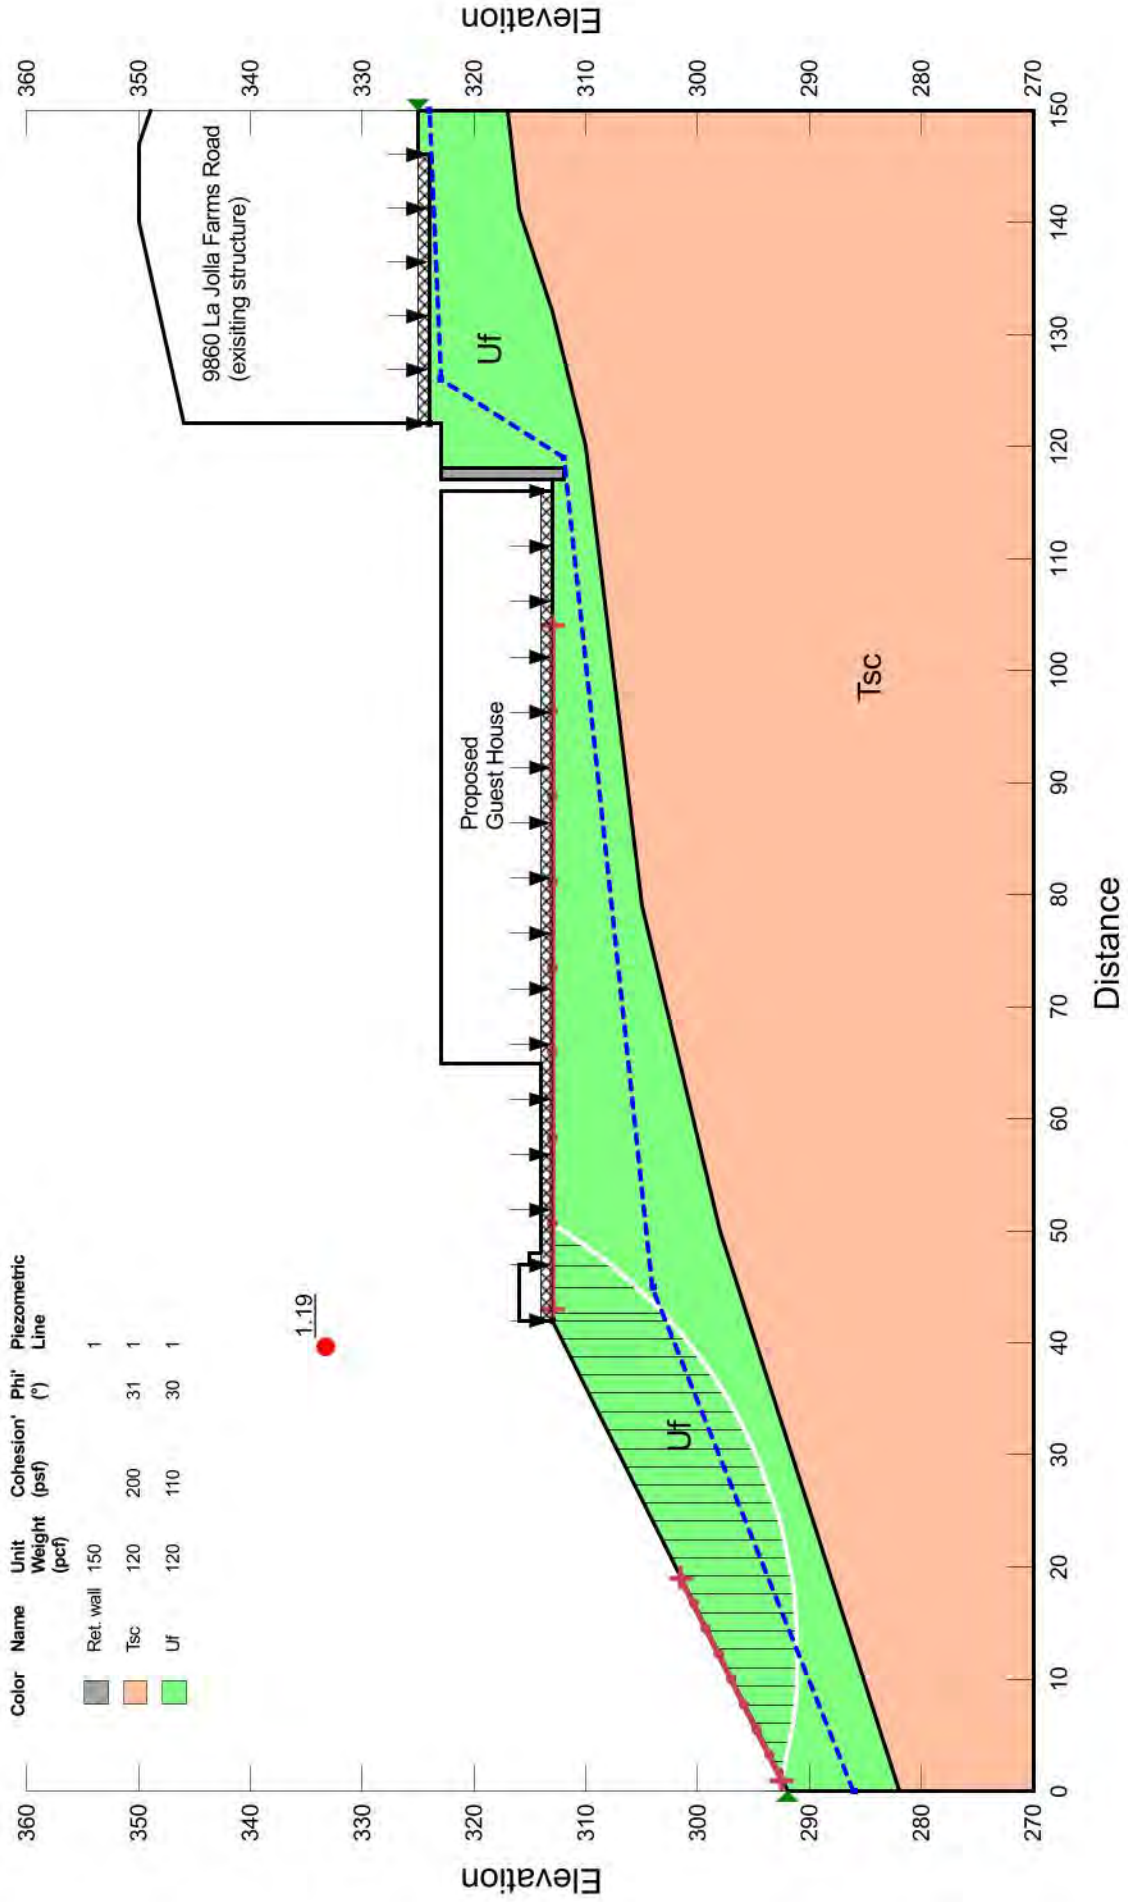 Color Name Unit Weight (pcf) Cohesion' (psf) Phi' (°) Piezometric Line
Ret. wall 150 1
Tsc 120 200 31 1
Uf 120 110 30 1
1.19
9860 La Jolla Farms Road
(exisiting structure)
Proposed
Guest House
Uf
Uf
Tsc
Elevation
360
350
340
330
320
310
300
290
280
270
Elevation
360
350
340
330
320
310
300
290
280
270
0 10 20 30 40 50 60 70 80 90 100 110 120 130 140 150
Distance